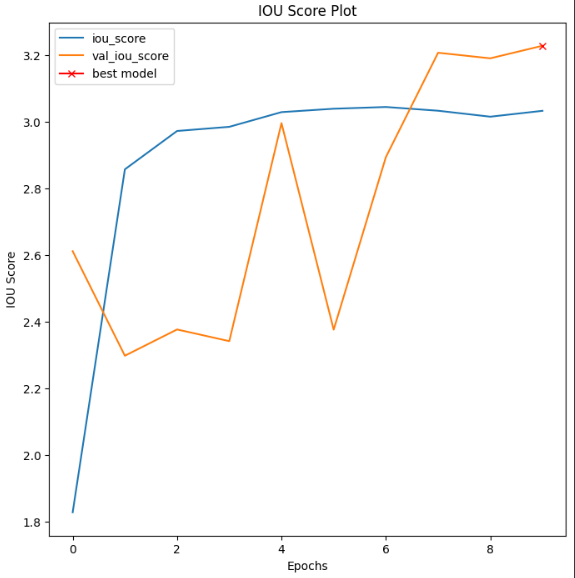 IOU Score Plot
iou_score
val_iou_score
best model
3.2
3.0
2.8
2.6
2.4
2.2
2.0
1.8
IOU Score
0 2 4 6 8
Epochs